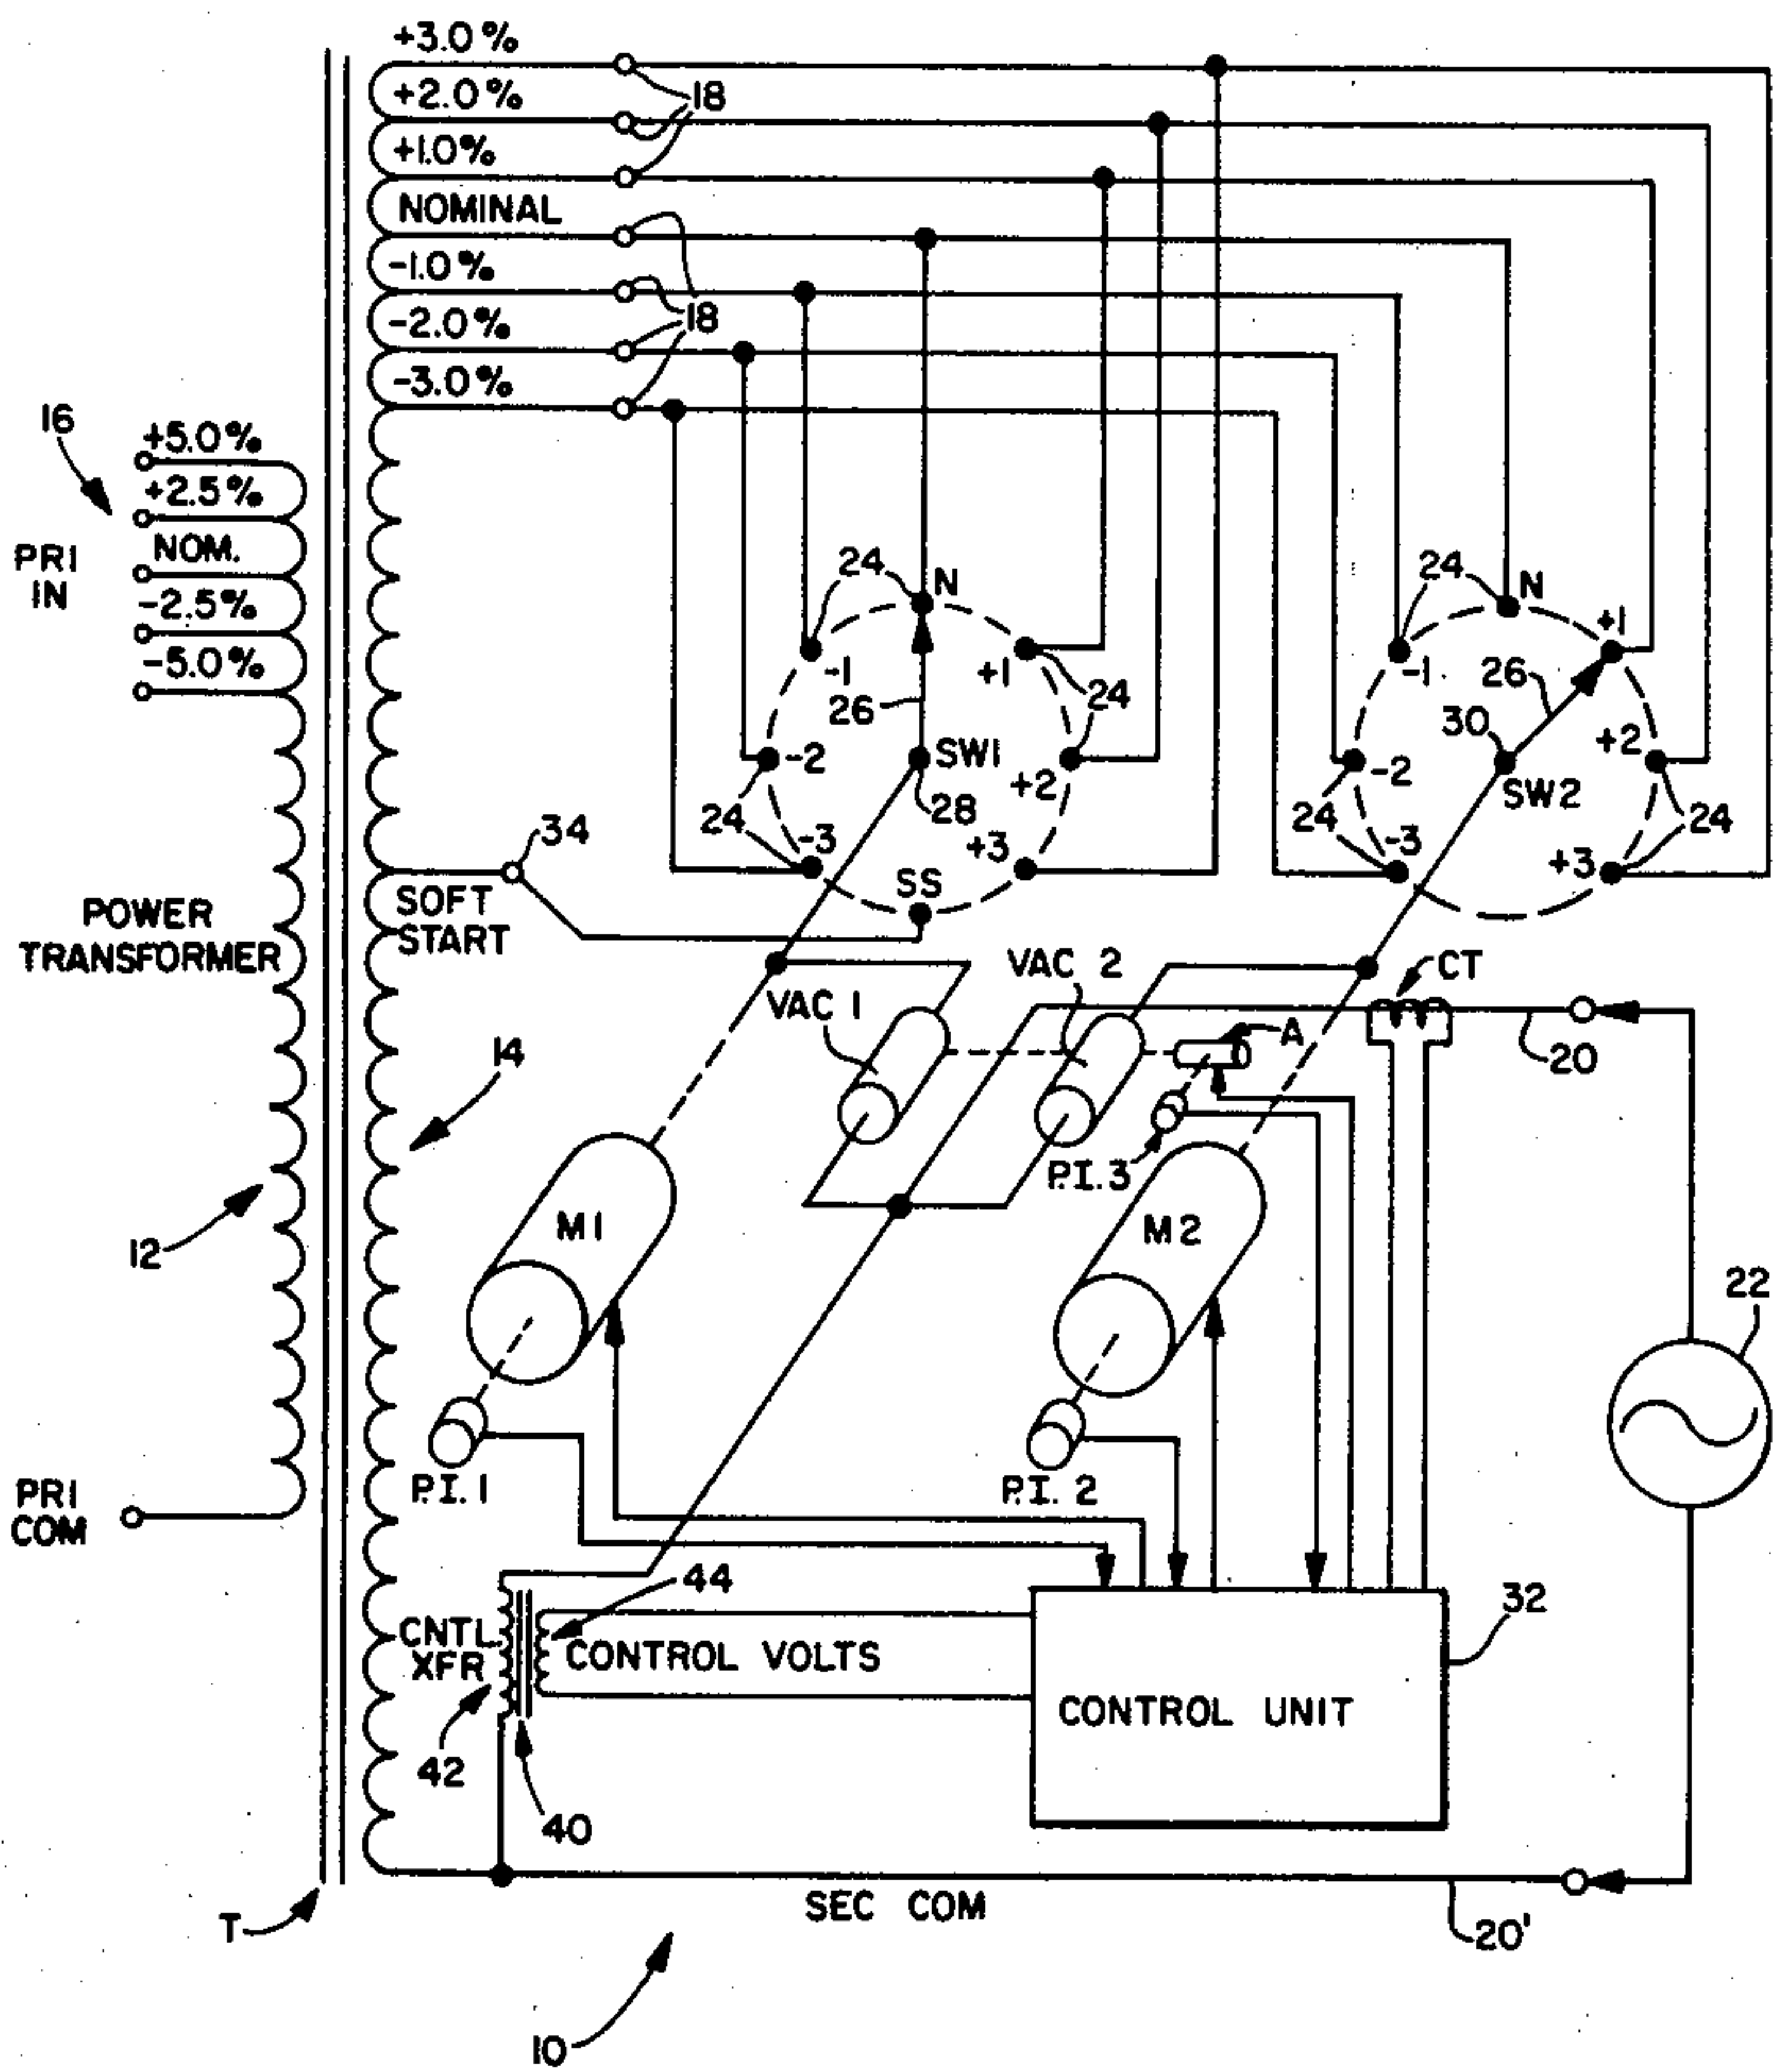 +3.0%
+2.0%
18
+1.0%
NOMINAL
-1.0%
18
-2.0%
-3.0%
16
+5.0%
+2.5%
PRI
IN
NOM.
-2.5%
-5.0%
24
N
24
N
-1
+1
+1
-1
26
24
26
30
-2
SW1
+2
-2
SW2
+2
24
28
24
24
-3
+3
-3
+3
34
SS
SOFT
START
POWER
TRANSFORMER
VAC 1
VAC 2
CT
A
20
14
P.I.3
M1
M2
12
22
P.I. 1
P.I. 2
PRI
COM
44
32
CNTL.
XFR
CONTROL VOLTS
CONTROL UNIT
42
40
SEC COM
T
20'
10